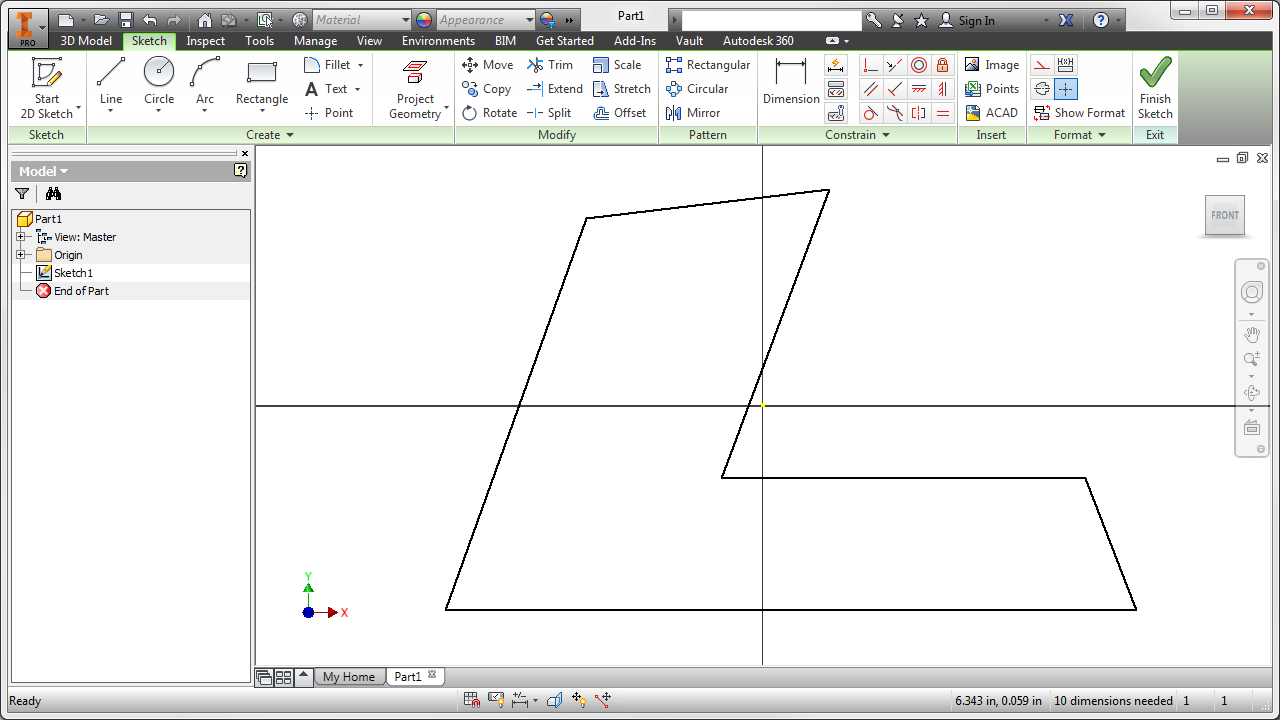 Material Appearance Part1 Sign In
PRO 3D Model Sketch Inspect Tools Manage View Environments BIM Get Started Add-Ins Vault Autodesk 360
Start 2D Sketch
Line
Circle
Arc
Rectangle
Fillet
Text
Point
Project Geometry
Move
Copy
Rotate
Trim
Extend
Split
Scale
Stretch
Offset
Rectangular
Circular
Mirror
Dimension
Image
Points
ACAD
Show Format
Finish Sketch
Sketch Create Modify Pattern Constrain Insert Format Exit
Model
Part1
View: Master
Origin
Sketch1
End of Part
FRONT
Y
X
My Home Part1
Ready 6.343 in, 0.059 in 10 dimensions needed 1 1